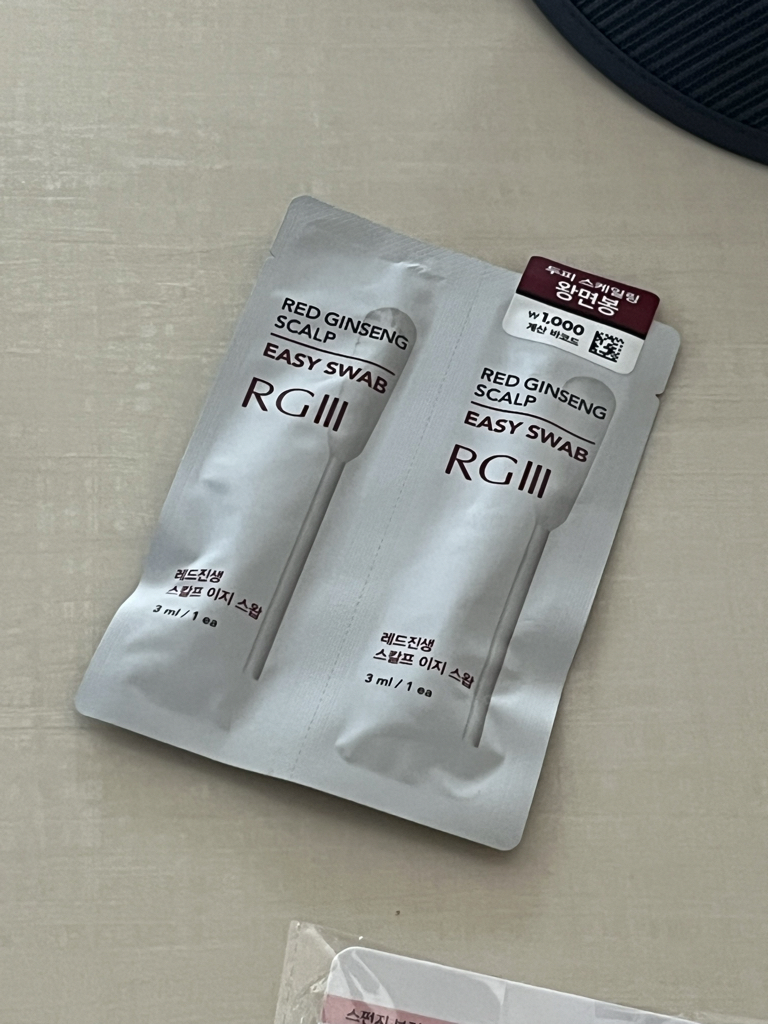 RED GINSENG
SCALP
EASY SWAB
RGIII
레드진생
스칼프 이지 스왑
3 ml / 1 ea
두피 스케일링
왕면봉
₩1,000
계산 바코드
RED GINSENG
SCALP
EASY SWAB
RGIII
레드진생
스칼프 이지 스왑
3 ml / 1 ea
스펀지